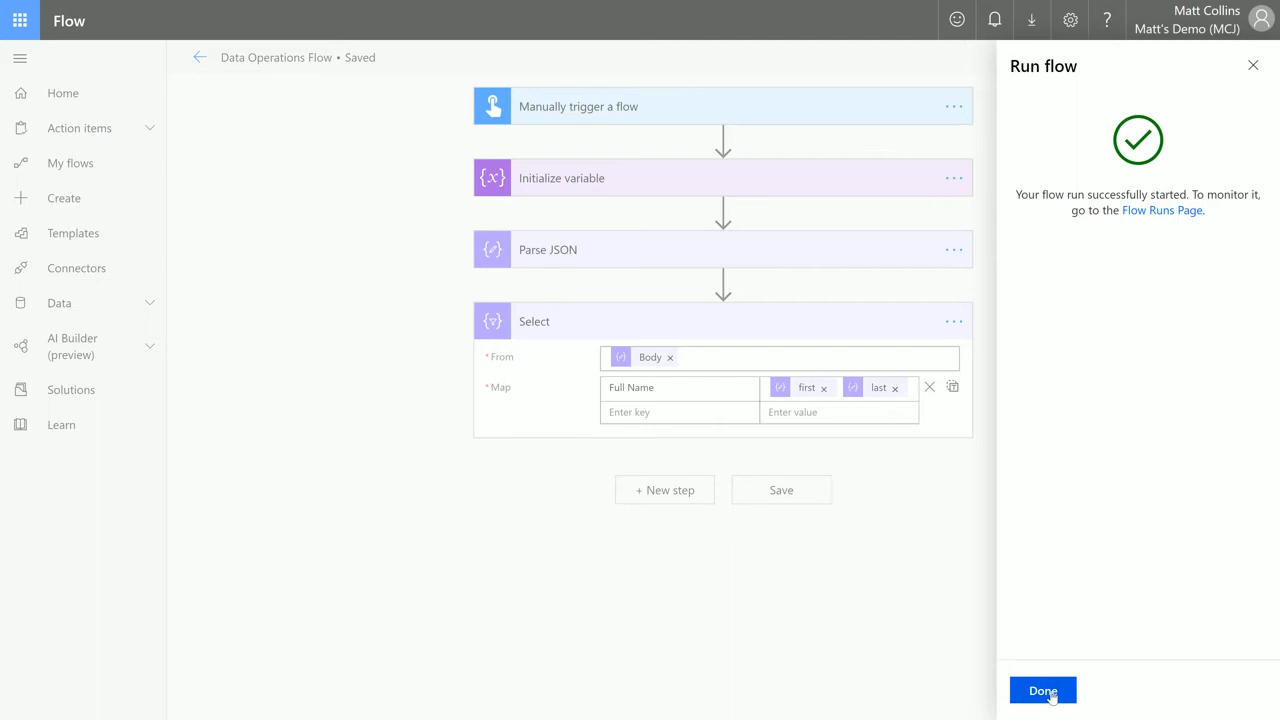 Flow
Matt Collins
Matt's Demo (MCJ)
Data Operations Flow • Saved
Home
Action items
My flows
Create
Templates
Connectors
Data
AI Builder
(preview)
Solutions
Learn
Manually trigger a flow
Initialize variable
Parse JSON
Select
* From
Body ×
* Map
Full Name
first ×
last ×
Enter key
Enter value
+ New step
Save
Run flow
Your flow run successfully started. To monitor it,
go to the Flow Runs Page.
Done